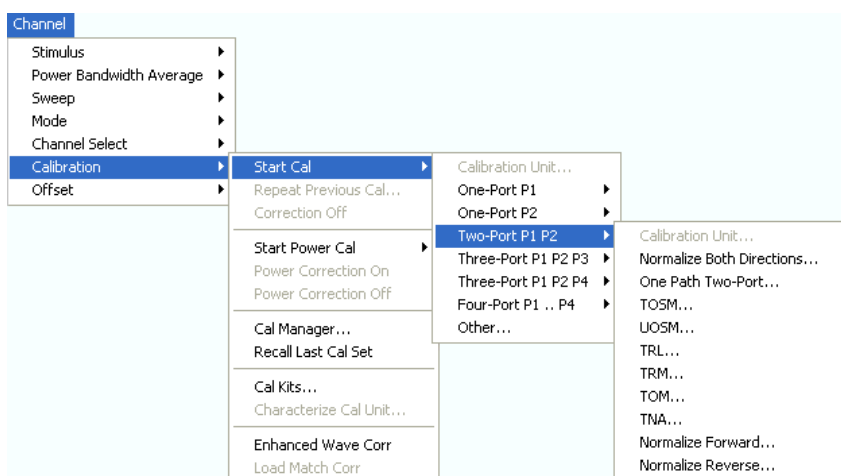 Channel
Stimulus
Power Bandwidth Average
Sweep
Mode
Channel Select
Calibration
Offset
Start Cal
Repeat Previous Cal...
Correction Off
Start Power Cal
Power Correction On
Power Correction Off
Cal Manager...
Recall Last Cal Set
Cal Kits...
Characterize Cal Unit...
Enhanced Wave Corr
Load Match Corr
Calibration Unit...
One-Port P1
One-Port P2
Two-Port P1 P2
Three-Port P1 P2 P3
Three-Port P1 P2 P4
Four-Port P1 .. P4
Other...
Calibration Unit...
Normalize Both Directions...
One Path Two-Port...
TOSM...
UOSM...
TRL...
TRM...
TOM...
TNA...
Normalize Forward...
Normalize Reverse...